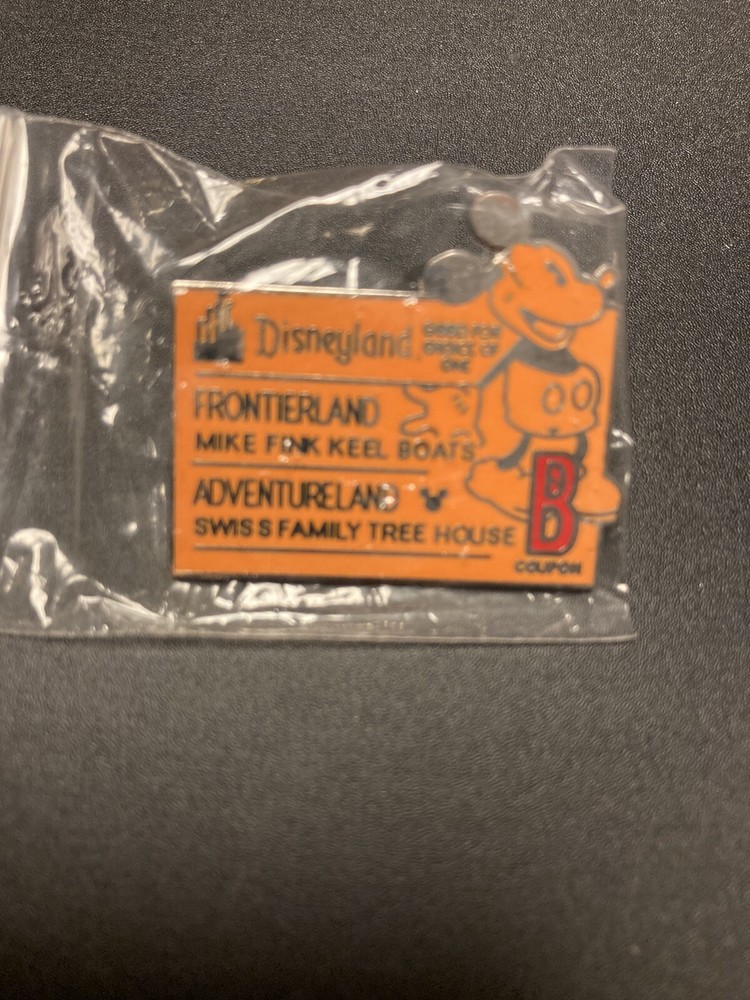 Disneyland
GOOD FOR
CHOICE OF
ONE
FRONTIERLAND
MIKE FINK KEEL BOATS
ADVENTURELAND
SWISS FAMILY TREE HOUSE
B
COUPON